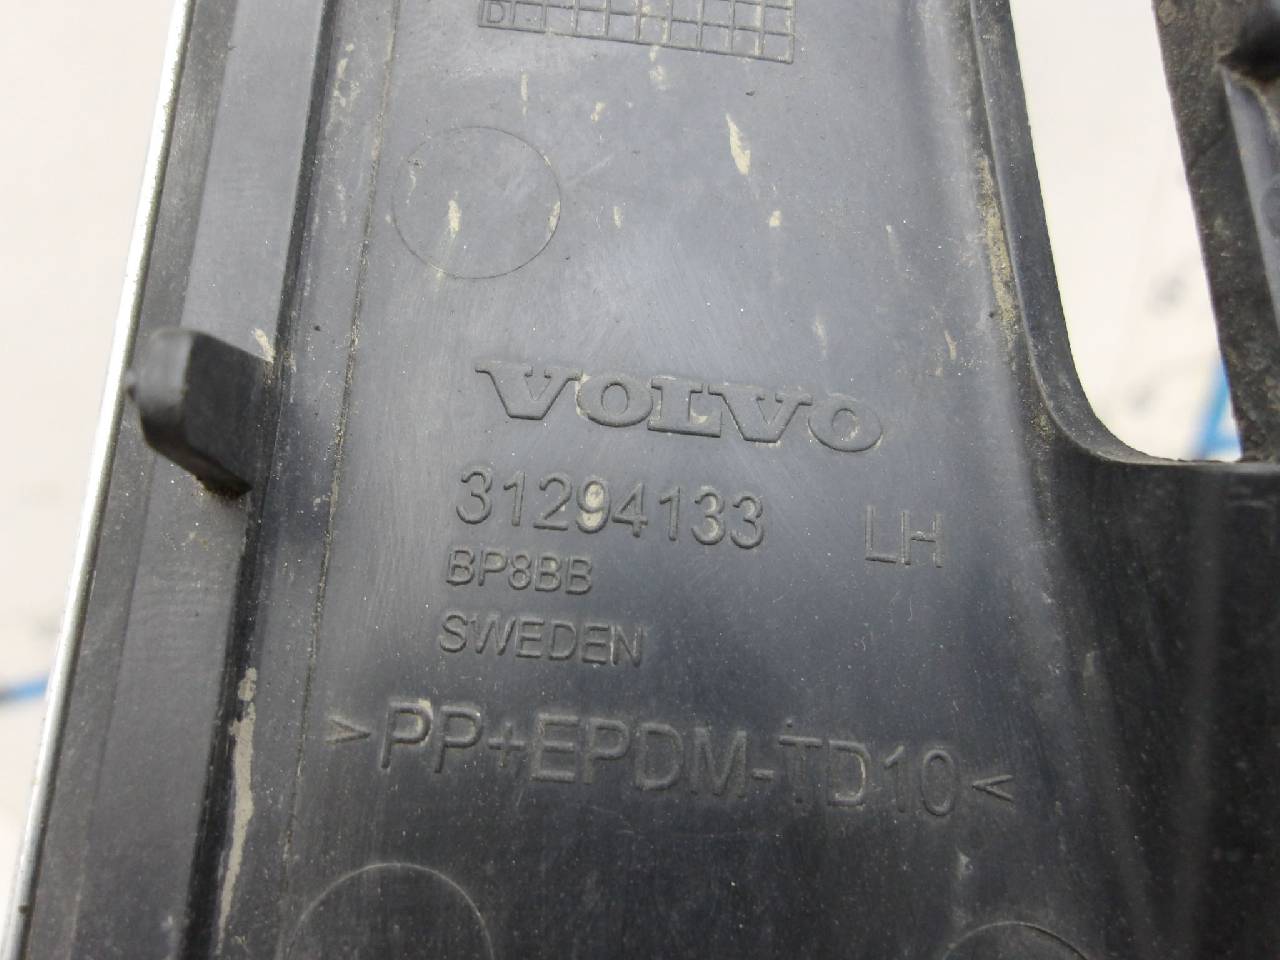 VOLVO
31294133 LH
BP8BB
SWEDEN
>PP+EPDM-TD10<